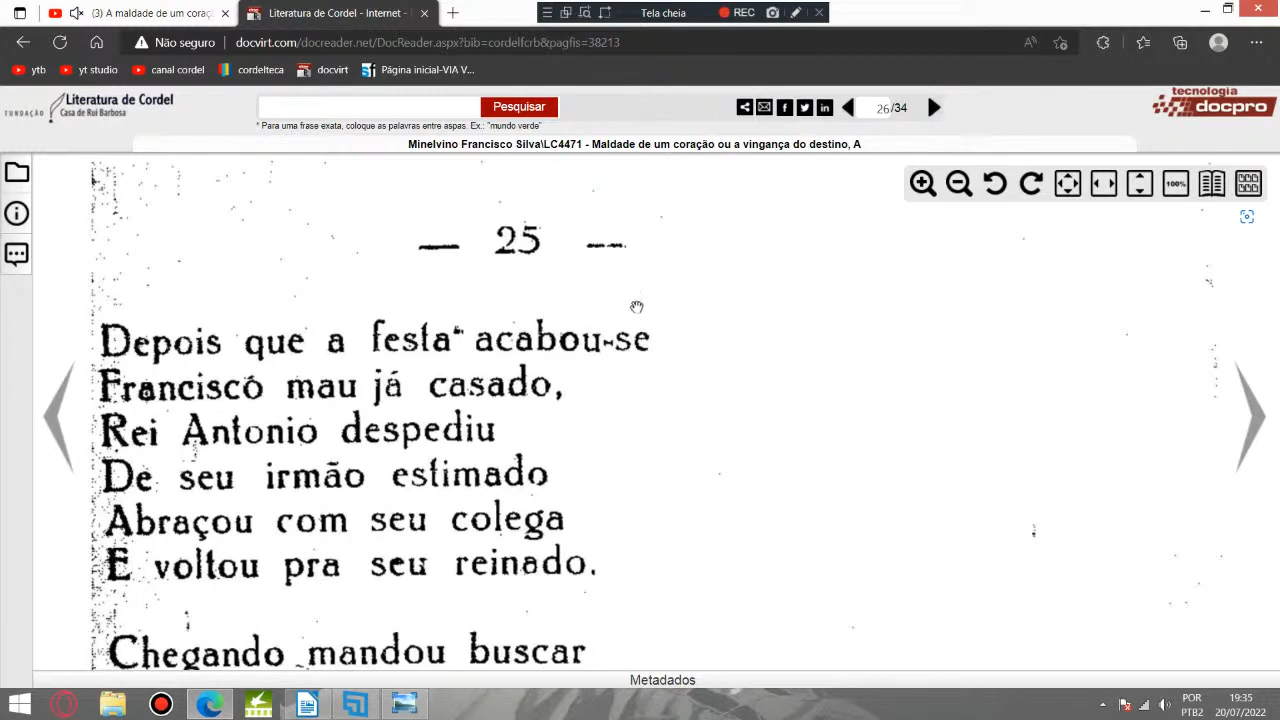 (3) A maldade de um coraç
Literatura de Cordel - Internet -
Tela cheia
REC
Não seguro
docvirt.com/docreader.net/DocReader.aspx?bib=cordelfcrb&pagfis=38213
ytb
yt studio
canal cordel
cordelteca
docvirt
Página inicial-VIA V...
FUNDAÇÃO
Literatura de Cordel
Casa de Rui Barbosa
Pesquisar
* Para uma frase exata, coloque as palavras entre aspas. Ex.: "mundo verde"
26 /34
tecnologia
docpro
Minelvino Francisco Silva\LC4471 - Maldade de um coração ou a vingança do destino, A
100%
— 25 —
Depois que a festa acabou-se
Francisco mau já casado,
Rei Antonio despediu
De seu irmão estimado
Abraçou com seu colega
E voltou pra seu reinado.
Chegando mandou buscar
Metadados
POR
PTB2
19:35
20/07/2022